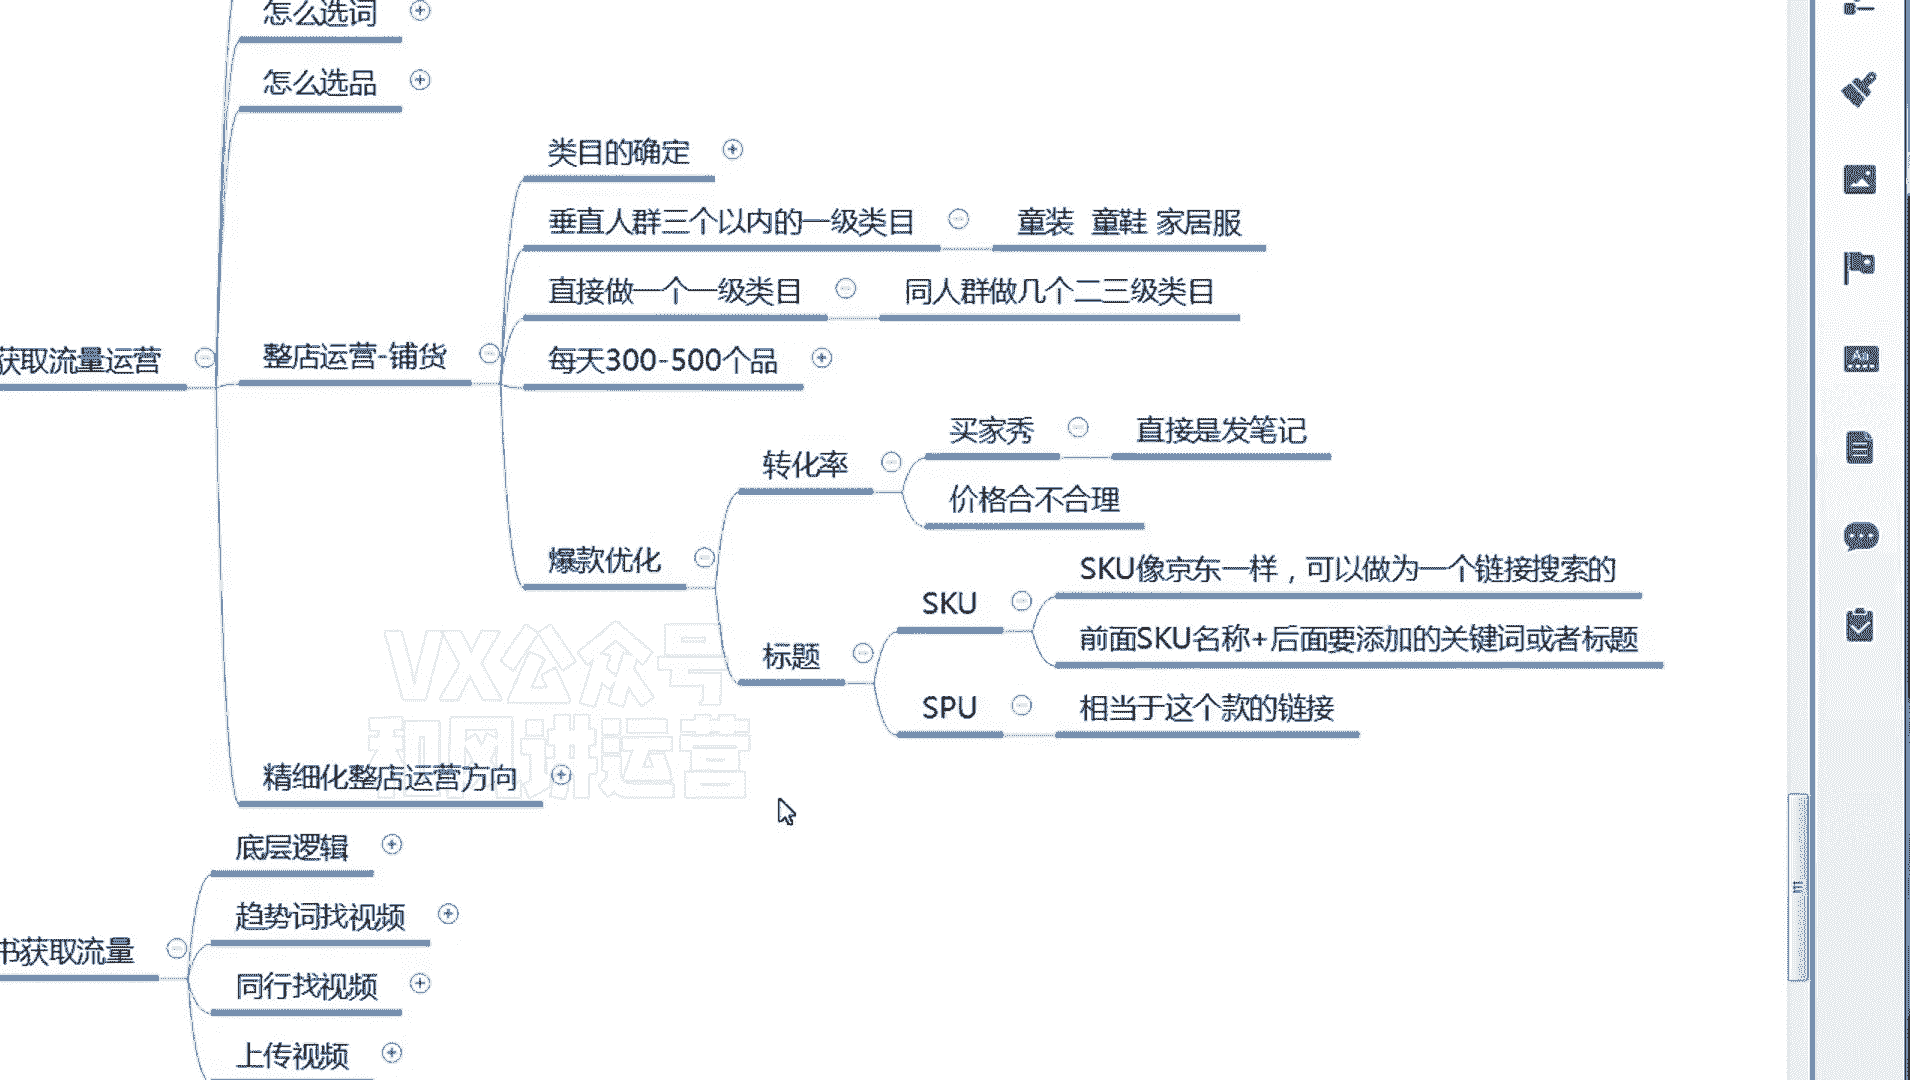 怎么选词
怎么选品
类目的确定
垂直人群三个以内的一级类目
童装 童鞋 家居服
直接做一个一级类目
同人群做几个二三级类目
获取流量运营
整店运营-铺货
每天300-500个品
买家秀
直接是发笔记
转化率
价格合不合理
爆款优化
SKU像京东一样，可以做为一个链接搜索的
SKU
前面SKU名称+后面要添加的关键词或者标题
标题
SPU
相当于这个款的链接
VX公众号
和风讲运营
精细化整店运营方向
底层逻辑
趋势词找视频
书获取流量
同行找视频
上传视频